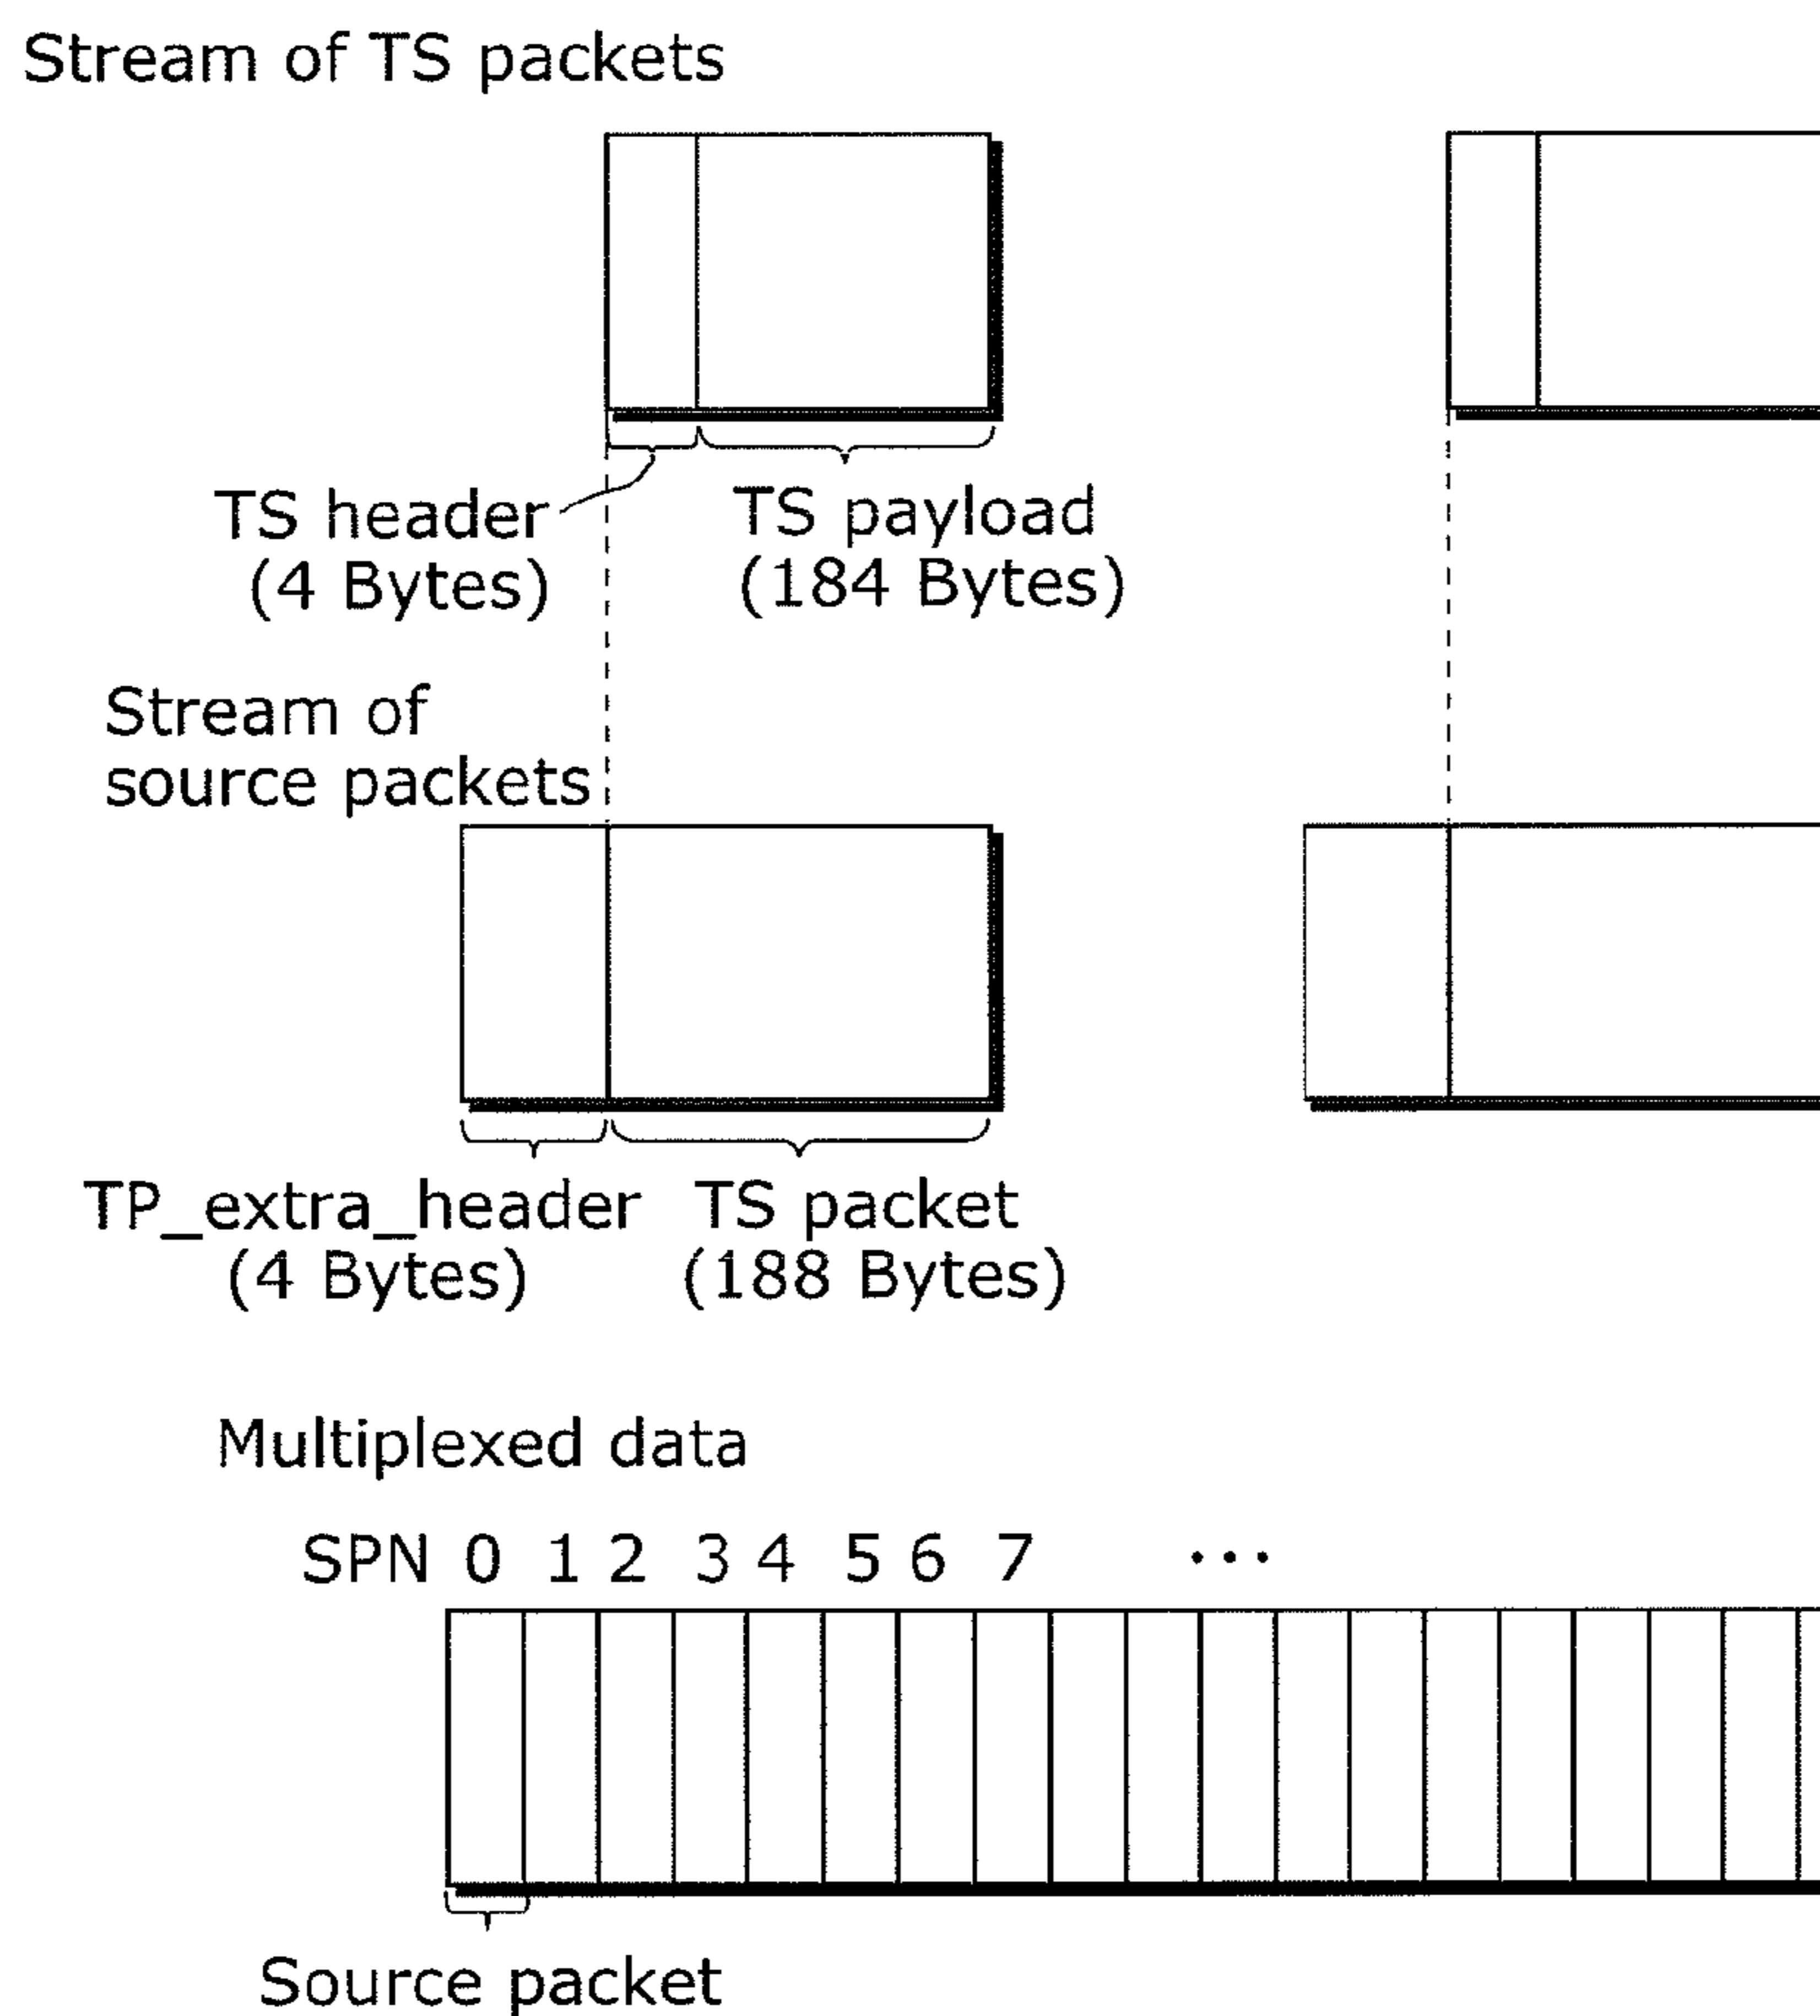 Stream of TS packets
TS header
(4 Bytes)
TS payload
(184 Bytes)
Stream of
source packets
TP_extra_header
(4 Bytes)
TS packet
(188 Bytes)
Multiplexed data
SPN 0 1 2 3 4 5 6 7 ...
Source packet